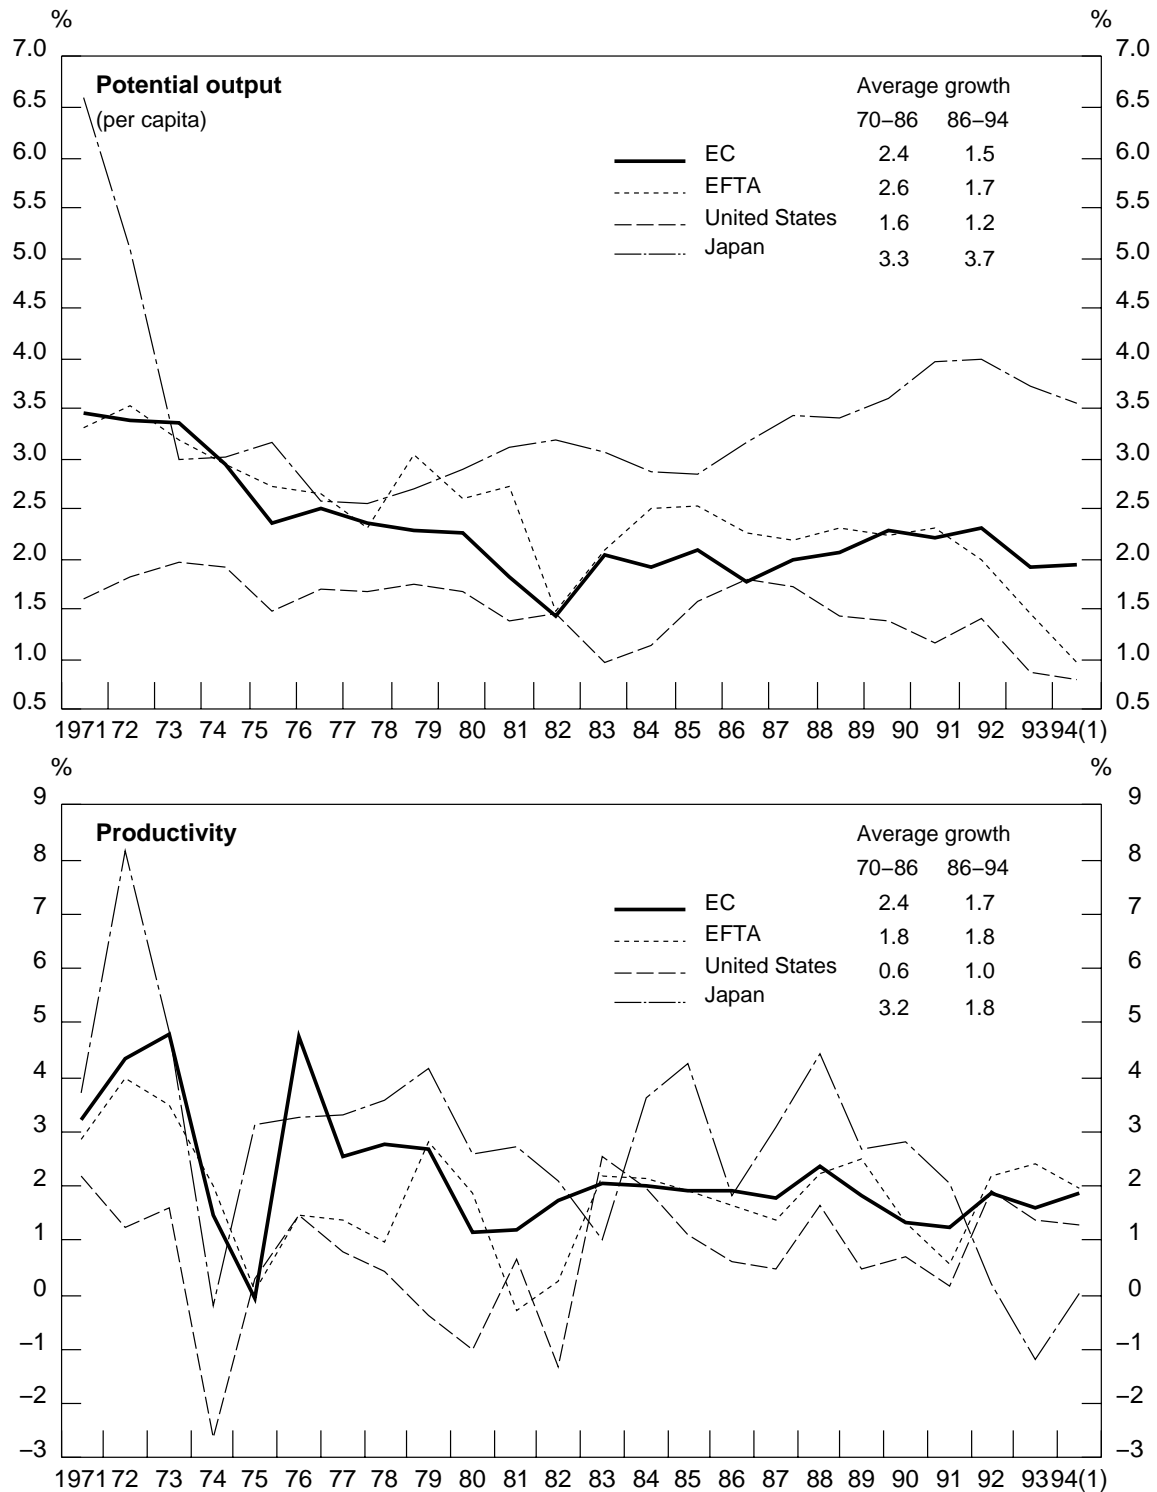 % %
7.0 7.0
Potential output Average growth
6.5 (per capita) 70–86 86–94 6.5
6.0 EC 2.4 1.5 6.0
5.5 EFTA 2.6 1.7 5.5
United States 1.6 1.2
5.0 Japan 3.3 3.7 5.0
4.5 4.5
4.0 4.0
3.5 3.5
3.0 3.0
2.5 2.5
2.0 2.0
1.5 1.5
1.0 1.0
0.5 0.5
1971 72 73 74 75 76 77 78 79 80 81 82 83 84 85 86 87 88 89 90 91 92 93 94(1)
% %
9 9
Productivity Average growth
8 70–86 86–94 8
7 EC 2.4 1.7 7
EFTA 1.8 1.8
6 United States 0.6 1.0 6
Japan 3.2 1.8
5 5
4 4
3 3
2 2
1 1
0 0
–1 –1
–2 –2
–3 –3
1971 72 73 74 75 76 77 78 79 80 81 82 83 84 85 86 87 88 89 90 91 92 93 94(1)